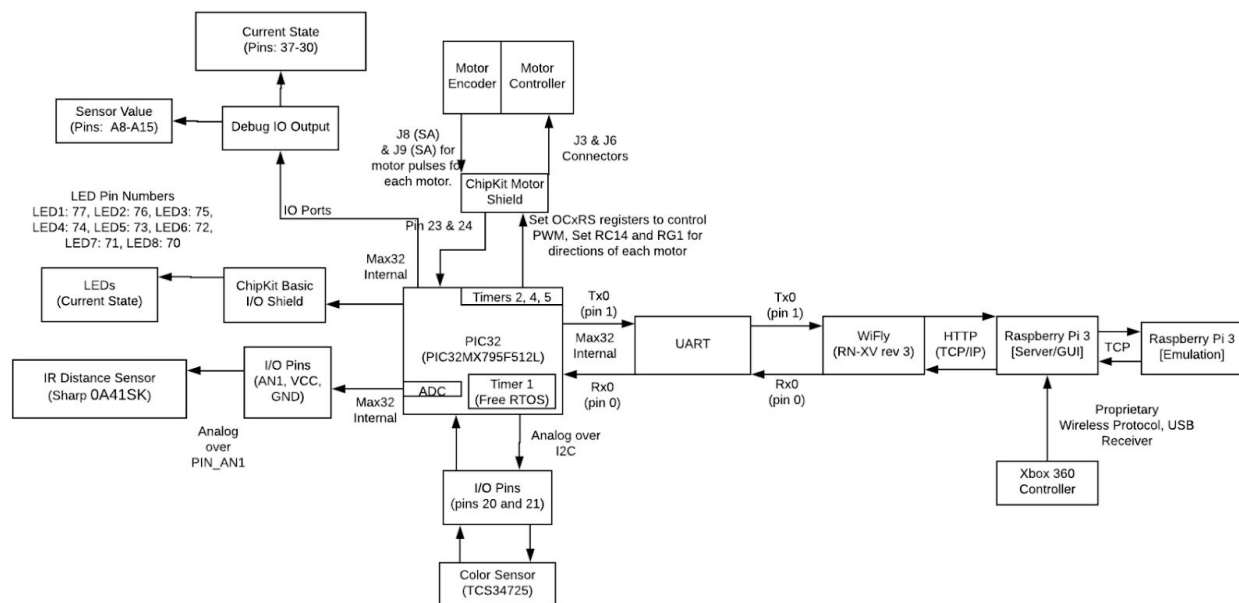 Current State
(Pins: 37-30)
Sensor Value
(Pins: A8-A15)
Debug IO Output
Motor
Encoder
Motor
Controller
J8 (SA)
& J9 (SA) for
motor pulses fo
each motor.
J3 & J6
Connectors
ChipKit Motor
Shield
LED Pin Numbers
LED1: 77, LED2: 76, LED3: 75,
LED4: 74, LED5: 73, LED6: 72,
LED7: 71, LED8: 70
IO Ports
Pin 23 & 24
Set OCxRS registers to control
PWM, Set RC14 and RG1 for
directions of each motor
Max32
Internal
LEDs
(Current State)
ChipKit Basic
I/O Shield
Timers 2, 4, 5
PIC32
(PIC32MX795F512L)
ADC
Timer 1
(Free RTOS)
Tx0
(pin 1)
Max32
Internal
Rx0
(pin 0)
UART
Tx0
(pin 1)
Rx0
(pin 0)
WiFly
(RN-XV rev 3)
HTTP
(TCP/IP)
Raspberry Pi 3
[Server/GUI]
TCP
Raspberry Pi 3
[Emulation]
IR Distance Sensor
(Sharp 0A41SK)
I/O Pins
(AN1, VCC,
GND)
Max32
Internal
Analog
over
PIN_AN1
Analog over
I2C
I/O Pins
(pins 20 and 21)
Color Sensor
(TCS34725)
Proprietary
Wireless Protocol, USB
Receiver
Xbox 360
Controller